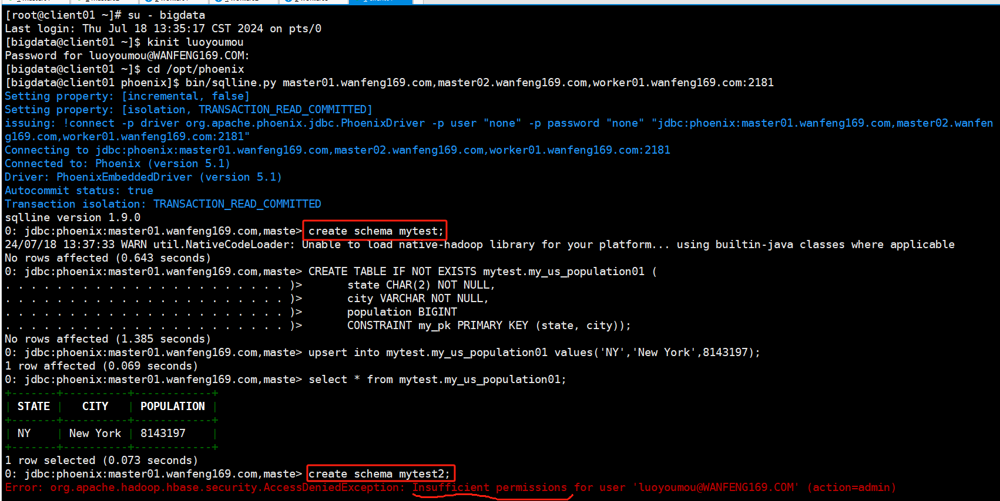 [root@client01 ~]# su - bigdata
Last login: Thu Jul 18 13:35:17 CST 2024 on pts/0
[bigdata@client01 ~]$ kinit luoyoumou
Password for luoyoumou@WANFENG169.COM:
[bigdata@client01 ~]$ cd /opt/phoenix
[bigdata@client01 phoenix]$ bin/sqlline.py master01.wanfeng169.com,master02.wanfeng169.com,worker01.wanfeng169.com:2181
Setting property: [incremental, false]
Setting property: [isolation, TRANSACTION_READ_COMMITTED]
issuing: !connect -p driver org.apache.phoenix.jdbc.PhoenixDriver -p user "none" -p password "none" "jdbc:phoenix:master01.wanfeng169.com,master02.wanfen
g169.com,worker01.wanfeng169.com:2181"
Connecting to jdbc:phoenix:master01.wanfeng169.com,master02.wanfeng169.com,worker01.wanfeng169.com:2181
Connected to: Phoenix (version 5.1)
Driver: PhoenixEmbeddedDriver (version 5.1)
Autocommit status: true
Transaction isolation: TRANSACTION_READ_COMMITTED
sqlline version 1.9.0
0: jdbc:phoenix:master01.wanfeng169.com,maste> create schema mytest;
24/07/18 13:37:33 WARN util.NativeCodeLoader: Unable to load native-hadoop library for your platform... using builtin-java classes where applicable
No rows affected (0.643 seconds)
0: jdbc:phoenix:master01.wanfeng169.com,maste> CREATE TABLE IF NOT EXISTS mytest.my_us_population01 (
. . . . . . . . . . . . . . . . . . . . . . )> state CHAR(2) NOT NULL,
. . . . . . . . . . . . . . . . . . . . . . )> city VARCHAR NOT NULL,
. . . . . . . . . . . . . . . . . . . . . . )> population BIGINT
. . . . . . . . . . . . . . . . . . . . . . )> CONSTRAINT my_pk PRIMARY KEY (state, city));
No rows affected (1.385 seconds)
0: jdbc:phoenix:master01.wanfeng169.com,maste> upsert into mytest.my_us_population01 values('NY','New York',8143197);
1 row affected (0.069 seconds)
0: jdbc:phoenix:master01.wanfeng169.com,maste> select * from mytest.my_us_population01;
+-------+----------+------------+
| STATE | CITY | POPULATION |
+-------+----------+------------+
| NY | New York | 8143197 |
+-------+----------+------------+
1 row selected (0.073 seconds)
0: jdbc:phoenix:master01.wanfeng169.com,maste> create schema mytest2;
Error: org.apache.hadoop.hbase.security.AccessDeniedException: Insufficient permissions for user 'luoyoumou@WANFENG169.COM' (action=admin)